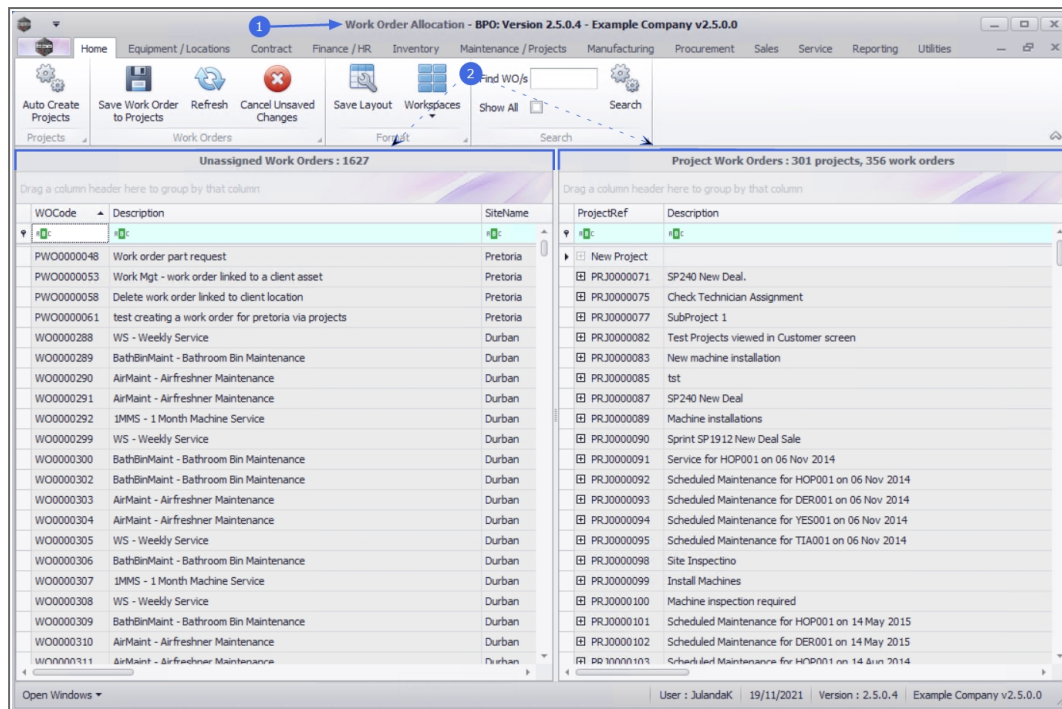 1
Work Order Allocation - BPO: Version 2.5.0.4 - Example Company v2.5.0.0
Home Equipment / Locations Contract Finance / HR Inventory Maintenance / Projects Manufacturing Procurement Sales Service Reporting Utilities
2
Find WO/s
Show All
Auto Create Projects
Save Work Order to Projects
Refresh
Cancel Unsaved Changes
Save Layout
Workspaces
Search
Projects Work Orders Format Search
Unassigned Work Orders : 1627
Drag a column header here to group by that column
WOCode Description SiteName
PWO0000048 Work order part request Pretoria
PWO0000053 Work Mgt - work order linked to a client asset Pretoria
PWO0000058 Delete work order linked to client location Pretoria
PWO0000061 test creating a work order for pretoria via projects Pretoria
WO0000288 WS - Weekly Service Durban
WO0000289 BathBinMaint - Bathroom Bin Maintenance Durban
WO0000290 AirMaint - Airfreshner Maintenance Durban
WO0000291 AirMaint - Airfreshner Maintenance Durban
WO0000292 1MMS - 1 Month Machine Service Durban
WO0000299 WS - Weekly Service Durban
WO0000300 BathBinMaint - Bathroom Bin Maintenance Durban
WO0000302 BathBinMaint - Bathroom Bin Maintenance Durban
WO0000303 AirMaint - Airfreshner Maintenance Durban
WO0000304 AirMaint - Airfreshner Maintenance Durban
WO0000305 WS - Weekly Service Durban
WO0000306 BathBinMaint - Bathroom Bin Maintenance Durban
WO0000307 1MMS - 1 Month Machine Service Durban
WO0000308 WS - Weekly Service Durban
WO0000309 BathBinMaint - Bathroom Bin Maintenance Durban
WO0000310 AirMaint - Airfreshner Maintenance Durban
WO0000311 AirMaint - Airfreshner Maintenance Durban
Project Work Orders : 301 projects, 356 work orders
Drag a column header here to group by that column
ProjectRef Description
New Project
PRJ0000071 SP240 New Deal.
PRJ0000075 Check Technician Assignment
PRJ0000077 SubProject 1
PRJ0000082 Test Projects viewed in Customer screen
PRJ0000083 New machine installation
PRJ0000085 tst
PRJ0000087 SP240 New Deal
PRJ0000089 Machine installations
PRJ0000090 Sprint SP1912 New Deal Sale
PRJ0000091 Service for HOP001 on 06 Nov 2014
PRJ0000092 Scheduled Maintenance for HOP001 on 06 Nov 2014
PRJ0000093 Scheduled Maintenance for DER001 on 06 Nov 2014
PRJ0000094 Scheduled Maintenance for YES001 on 06 Nov 2014
PRJ0000095 Scheduled Maintenance for TIA001 on 06 Nov 2014
PRJ0000098 Site Inspectino
PRJ0000099 Install Machines
PRJ0000100 Machine inspection required
PRJ0000101 Scheduled Maintenance for HOP001 on 14 May 2015
PRJ0000102 Scheduled Maintenance for DER001 on 14 May 2015
PRJ0000103 Scheduled Maintenance for HOP001 on 14 Aug 2014
Open Windows User : JulandaK 19/11/2021 Version : 2.5.0.4 Example Company v2.5.0.0